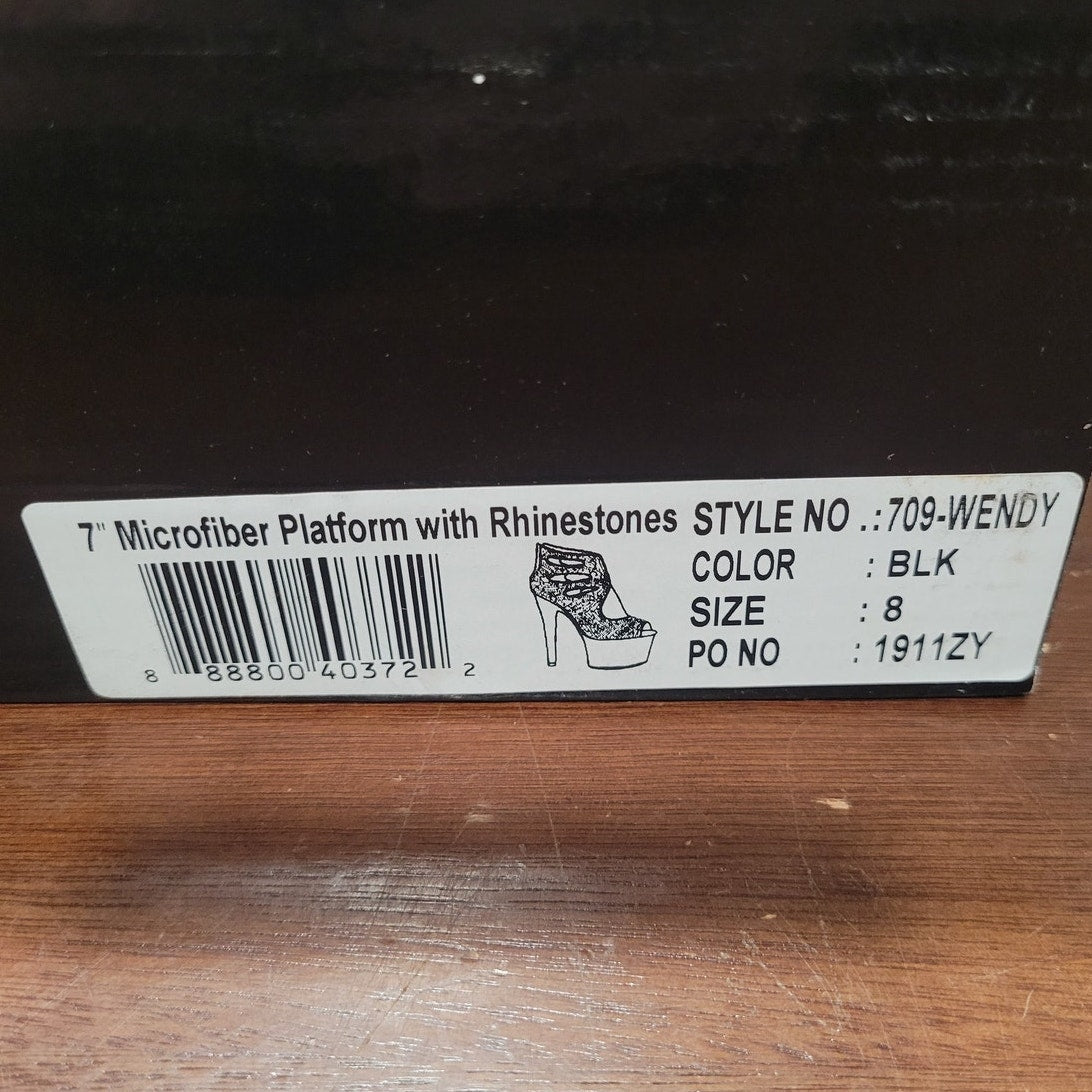 7" Microfiber Platform with Rhinestones
8 88800 40372 2
STYLE NO .:709-WENDY
COLOR : BLK
SIZE : 8
PO NO : 1911ZY